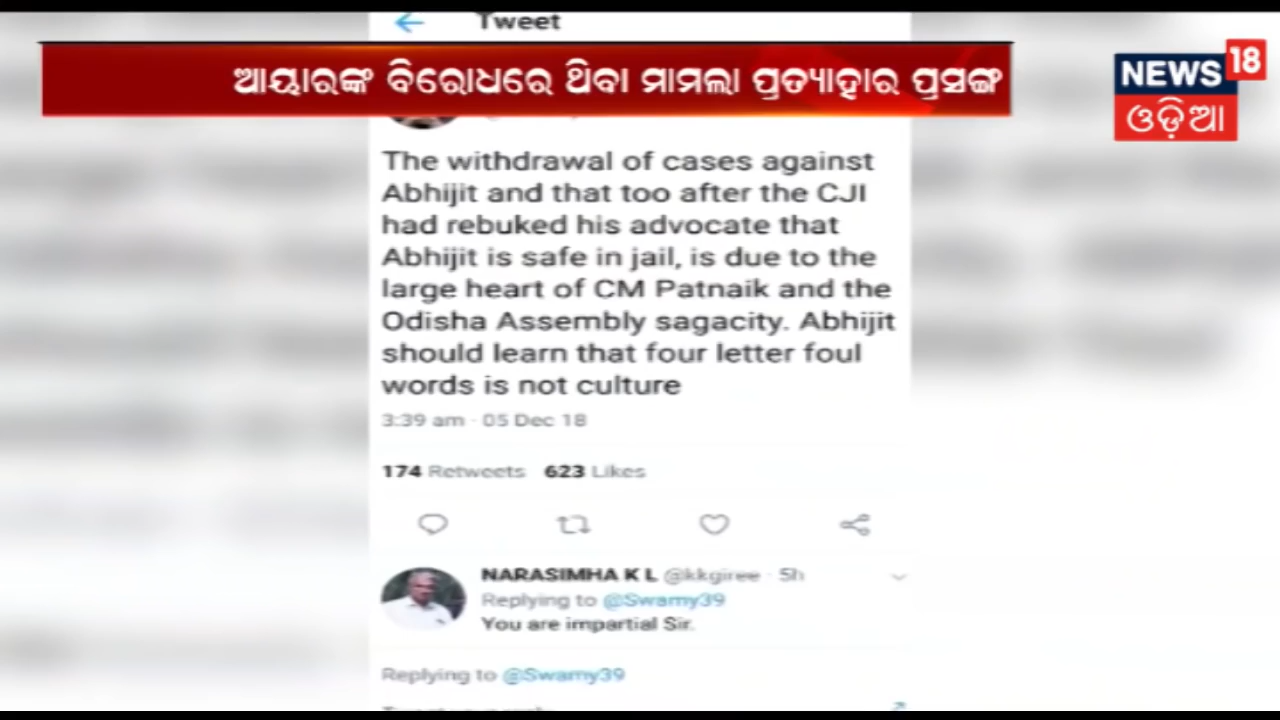 Tweet
ଆୟାରଙ୍କ ବିରୋଧରେ ଥିବା ମାମଲା ପ୍ରତ୍ୟାହାର ପ୍ରସଙ୍ଗ
NEWS 18
ଓଡ଼ିଆ
The withdrawal of cases against
Abhijit and that too after the CJI
had rebuked his advocate that
Abhijit is safe in jail, is due to the
large heart of CM Patnaik and the
Odisha Assembly sagacity. Abhijit
should learn that four letter foul
words is not culture
3:39 am · 05 Dec 18
174 Retweets 623 Likes
NARASIMHA K L @kkgiree · 5h
Replying to @Swamy39
You are impartial Sir.
Replying to @Swamy39